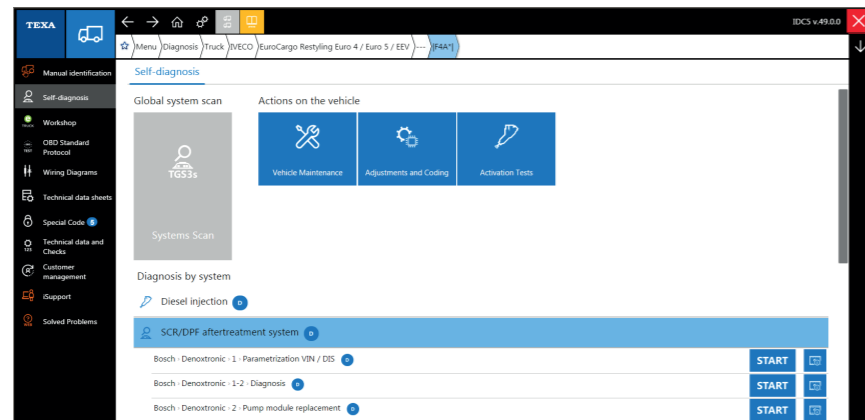 TEXA
IDC5 v.49.0.0
Menu Diagnosis Truck IVECO EuroCargo Restyling Euro 4 / Euro 5 / EEV --- [F4A*]
Manual identification
Self-diagnosis
Workshop
OBD Standard
Protocol
Wiring Diagrams
Technical data sheets
Special Code 5
Technical data and
Checks
Customer
management
iSupport
Solved Problems
Self-diagnosis
Global system scan
Actions on the vehicle
TGS3s
Systems Scan
Vehicle Maintenance
Adjustments and Coding
Activation Tests
Diagnosis by system
Diesel injection D
SCR/DPF aftertreatment system D
Bosch - Denoxtronic - 1 - Parametrization VIN / DIS D START
Bosch - Denoxtronic - 1-2 - Diagnosis D START
Bosch - Denoxtronic - 2 - Pump module replacement D START